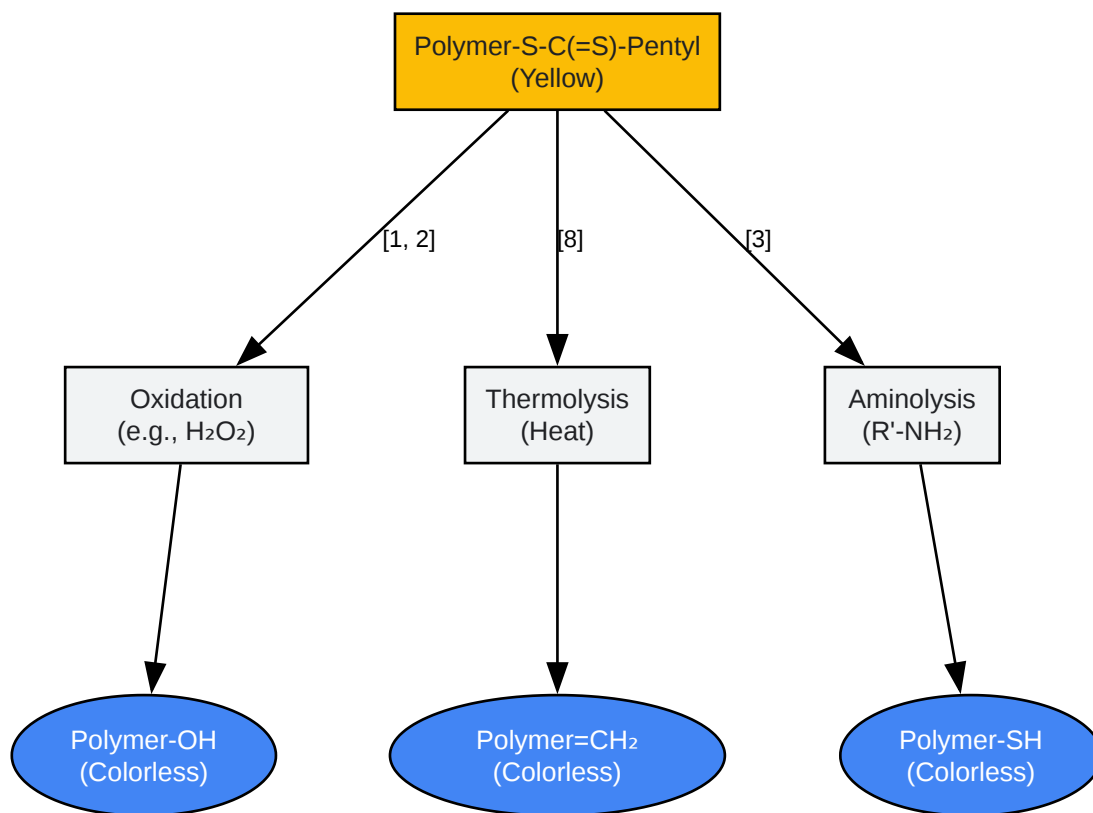 Polymer-S-C(=S)-Pentyl
(Yellow)
[1, 2]
[8]
[3]
Oxidation
(e.g., H₂O₂)
Thermolysis
(Heat)
Aminolysis
(R'-NH₂)
Polymer-OH
(Colorless)
Polymer=CH₂
(Colorless)
Polymer-SH
(Colorless)